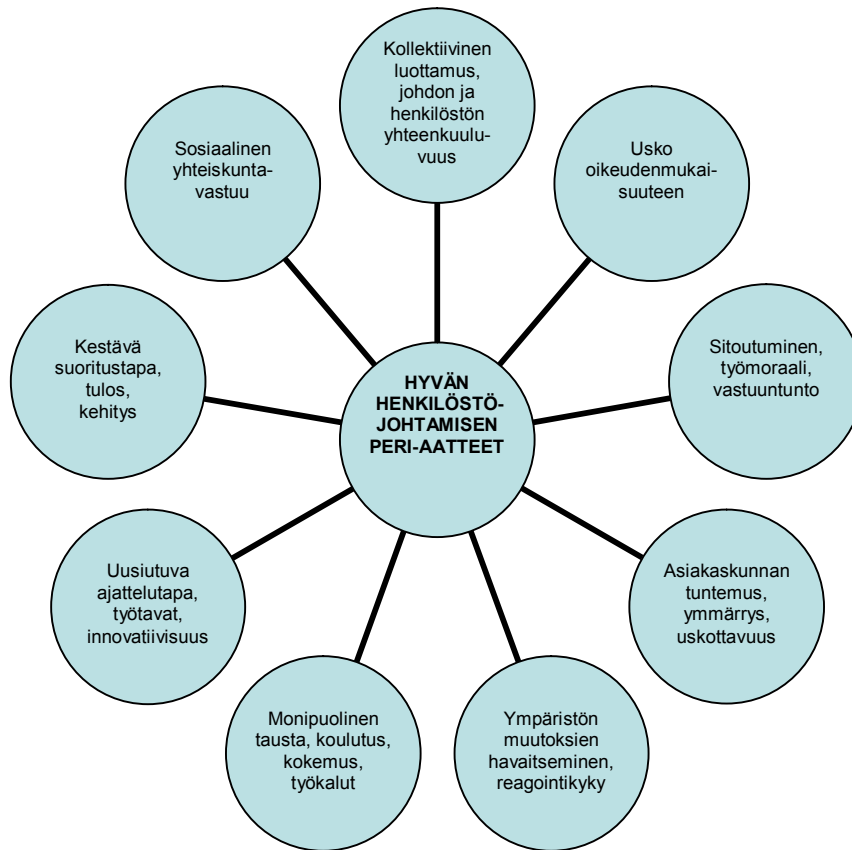 Kollektiivinen
luottamus,
johdon ja
henkilöstön
yhteenkuulu-
vuus
Usko
oikeudenmukai-
suuteen
Sitoutuminen,
työmoraali,
vastuuntunto
Asiakaskunnan
tuntemus,
ymmärrys,
uskottavuus
Ympäristön
muutoksien
havaitseminen,
reagointikyky
Monipuolinen
tausta, koulutus,
kokemus,
työkalut
Uusiutuva
ajattelutapa,
työtavat,
innovatiivisuus
Kestävä
suoritustapa,
tulos,
kehitys
Sosiaalinen
yhteiskunta-
vastuu
HYVÄN
HENKILÖSTÖ-
JOHTAMISEN
PERI-AATTEET